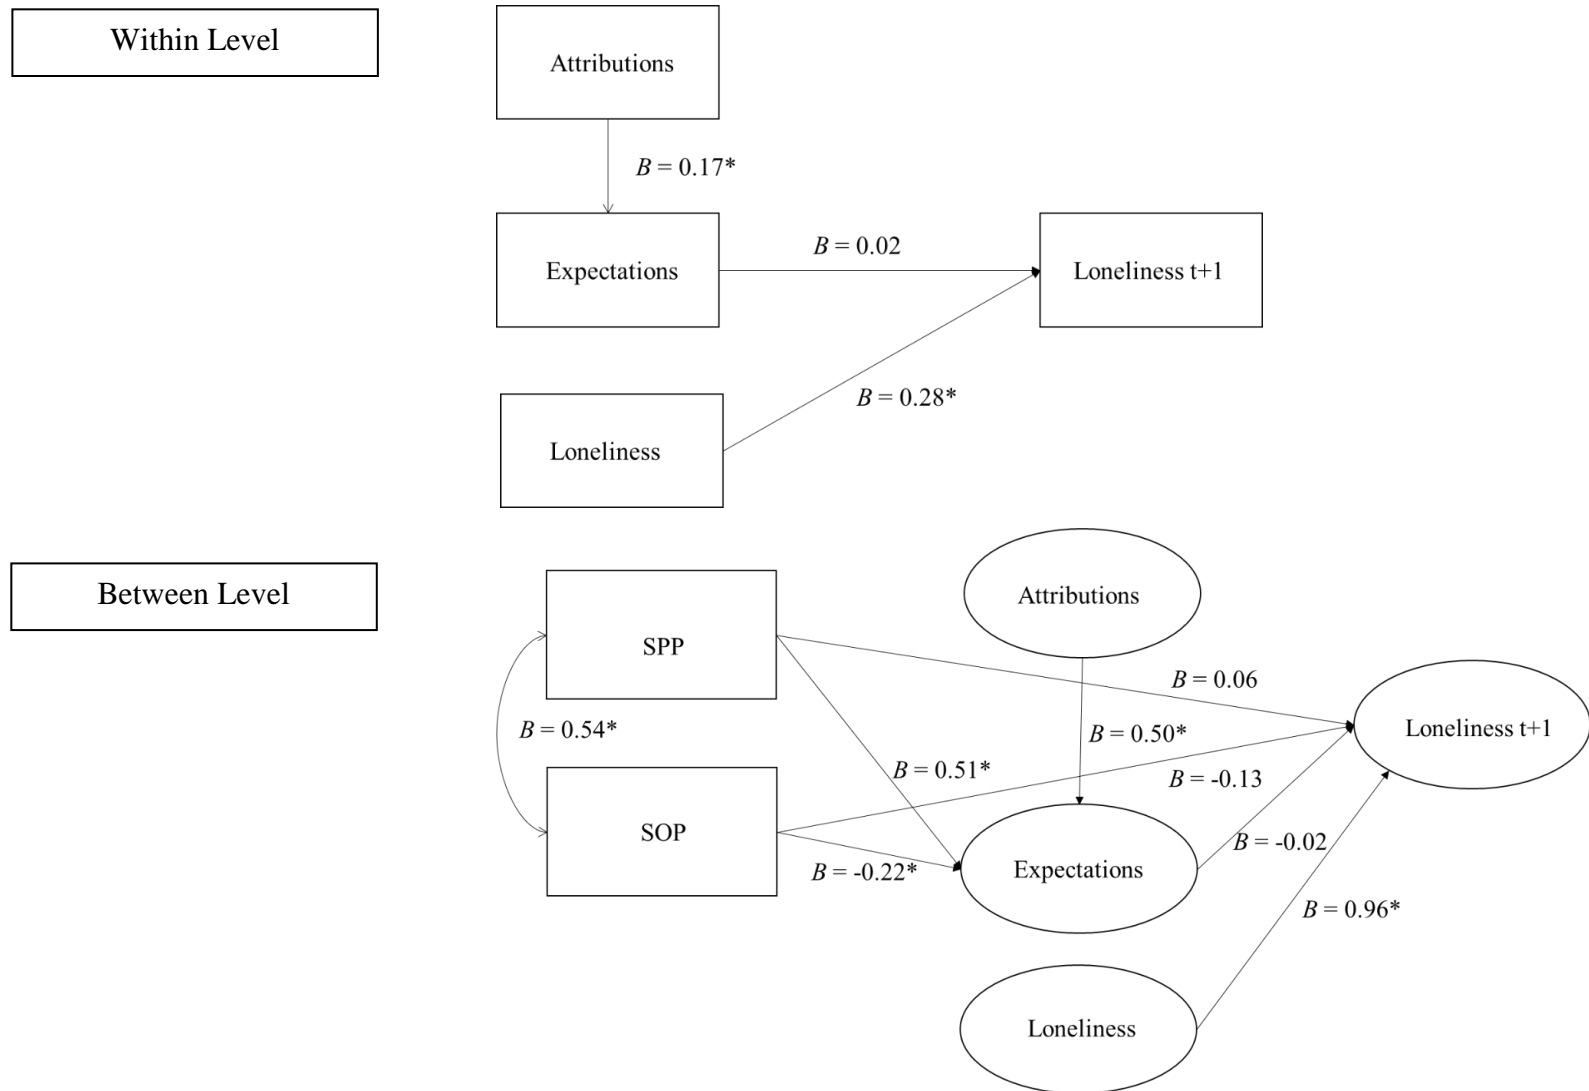 Within Level
Attributions
B = 0.17*
Expectations
B = 0.02
Loneliness t+1
B = 0.28*
Loneliness
Between Level
SPP
Attributions
B = 0.06
B = 0.54*
B = 0.50*
Loneliness t+1
B = 0.51*
B = -0.13
SOP
B = -0.22*
Expectations
B = -0.02
B = 0.96*
Loneliness